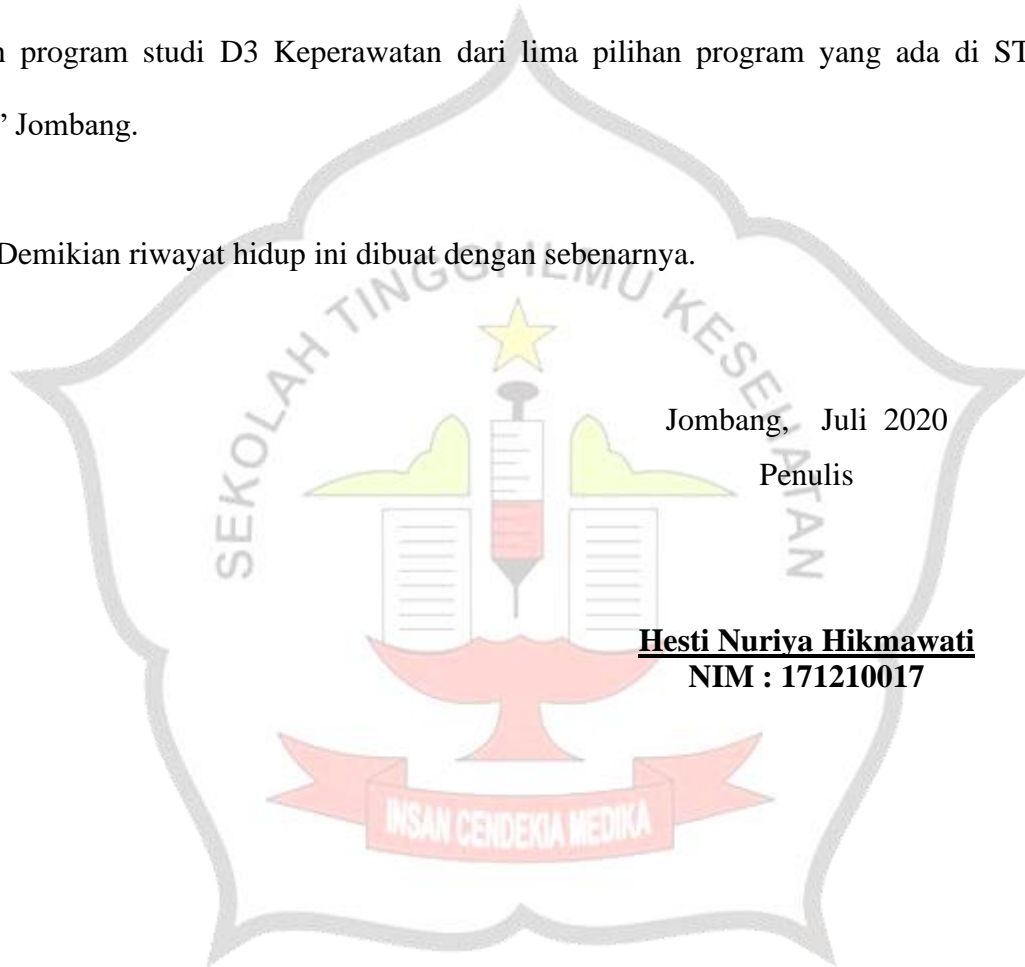 program studi D3 Keperawatan dari lima pilihan program yang ada di ST
” Jombang.
Demikian riwayat hidup ini dibuat dengan sebenarnya.
SEKOLAH TINGGI ILMU KESEHATAN
Jombang, Juli 2020
Penulis
Hesti Nuriya Hikmawati
NIM : 171210017
INSAN CENDEKIA MEDIKA